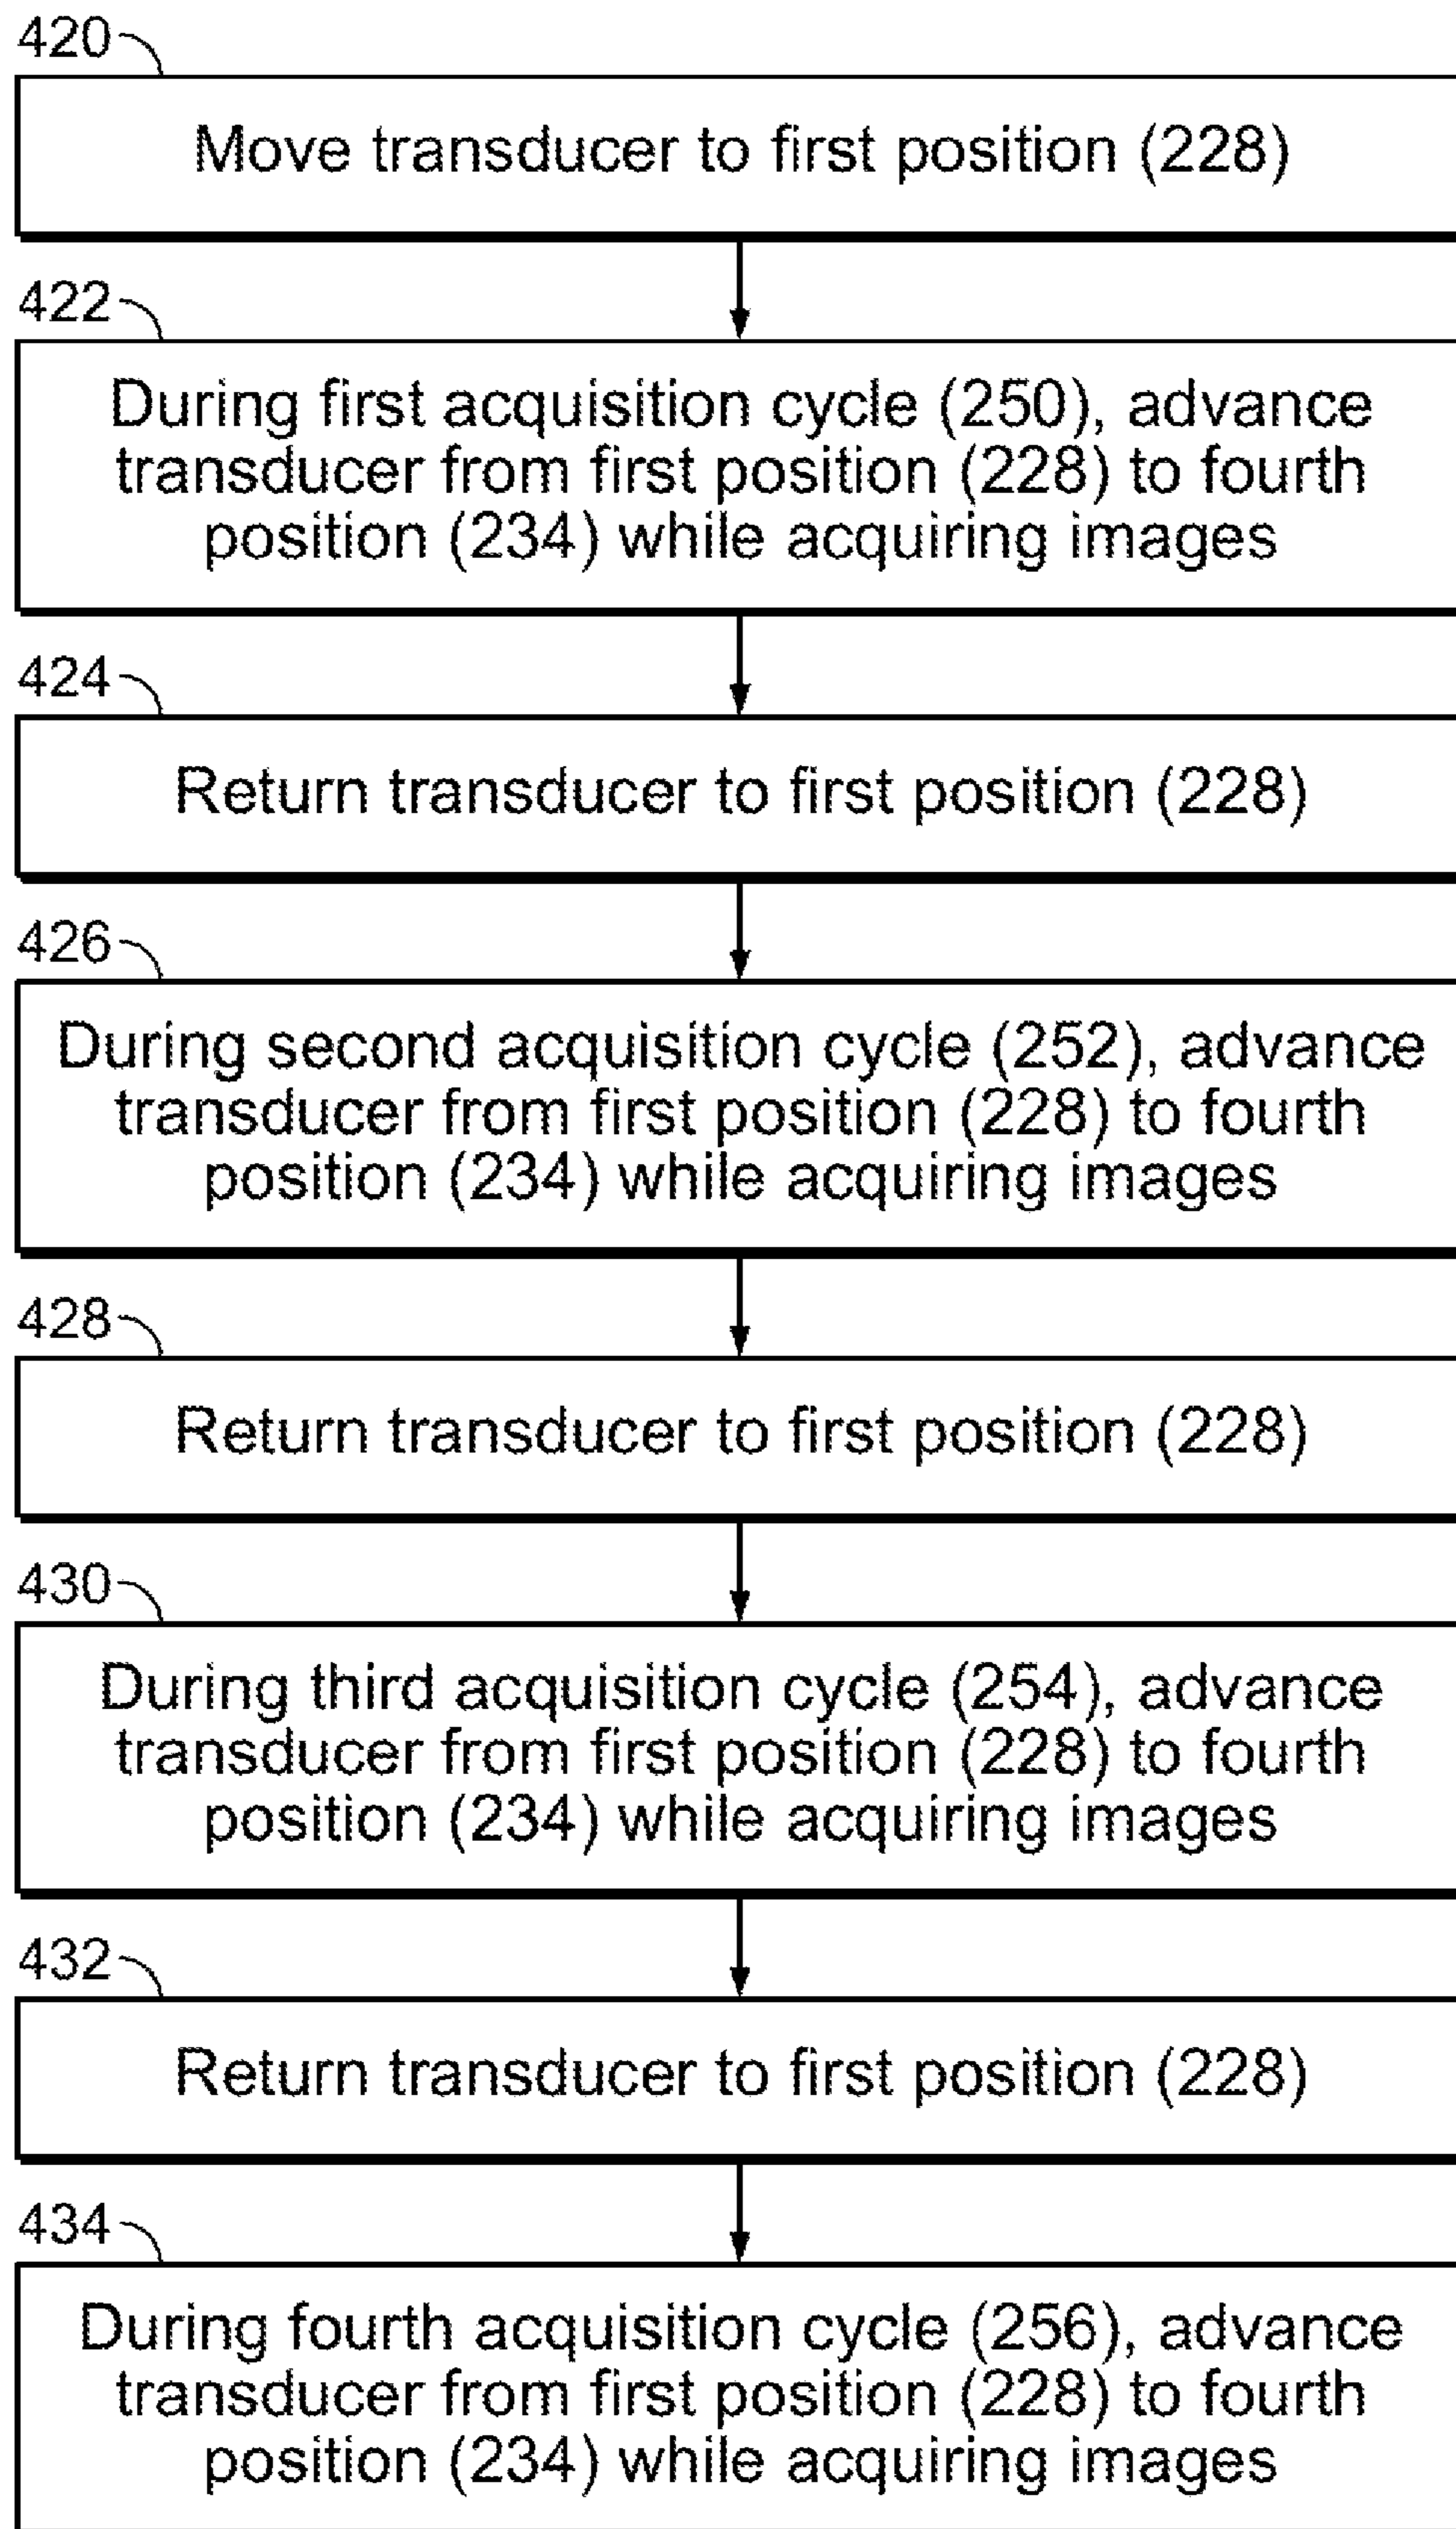 420
Move transducer to first position (228)
422
During first acquisition cycle (250), advance
transducer from first position (228) to fourth
position (234) while acquiring images
424
Return transducer to first position (228)
426
During second acquisition cycle (252), advance
transducer from first position (228) to fourth
position (234) while acquiring images
428
Return transducer to first position (228)
430
During third acquisition cycle (254), advance
transducer from first position (228) to fourth
position (234) while acquiring images
432
Return transducer to first position (228)
434
During fourth acquisition cycle (256), advance
transducer from first position (228) to fourth
position (234) while acquiring images